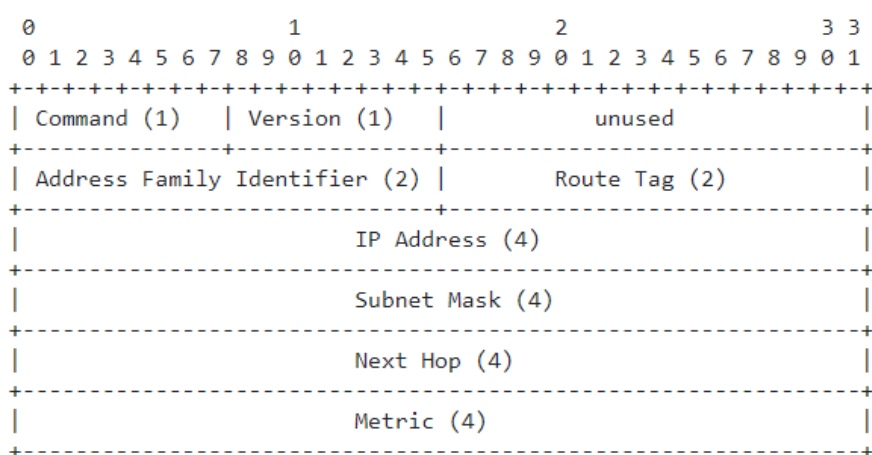 0                   1                   2                   3 3
0 1 2 3 4 5 6 7 8 9 0 1 2 3 4 5 6 7 8 9 0 1 2 3 4 5 6 7 8 9 0 1
+-+-+-+-+-+-+-+-+-+-+-+-+-+-+-+-+-+-+-+-+-+-+-+-+-+-+-+-+-+-+-+-+
| Command (1)   | Version (1)   |           unused              |
+---------------+---------------+-------------------------------+
| Address Family Identifier (2) |        Route Tag (2)          |
+-------------------------------+-------------------------------+
|                         IP Address (4)                        |
+---------------------------------------------------------------+
|                         Subnet Mask (4)                       |
+---------------------------------------------------------------+
|                         Next Hop (4)                          |
+---------------------------------------------------------------+
|                         Metric (4)                            |
+---------------------------------------------------------------+